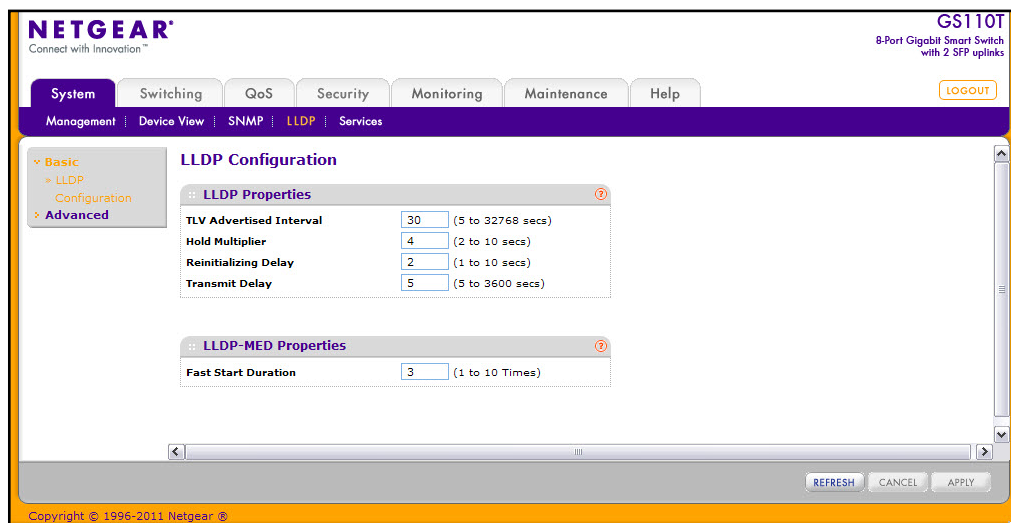 NETGEAR®
Connect with Innovation™
GS110T
8-Port Gigabit Smart Switch
with 2 SFP uplinks
System Switching QoS Security Monitoring Maintenance Help LOGOUT
Management Device View SNMP LLDP Services
Basic
LLDP
Configuration
Advanced
LLDP Configuration
LLDP Properties ?
TLV Advertised Interval 30 (5 to 32768 secs)
Hold Multiplier 4 (2 to 10 secs)
Reinitializing Delay 2 (1 to 10 secs)
Transmit Delay 5 (5 to 3600 secs)
LLDP-MED Properties ?
Fast Start Duration 3 (1 to 10 Times)
REFRESH CANCEL APPLY
Copyright © 1996-2011 Netgear ®